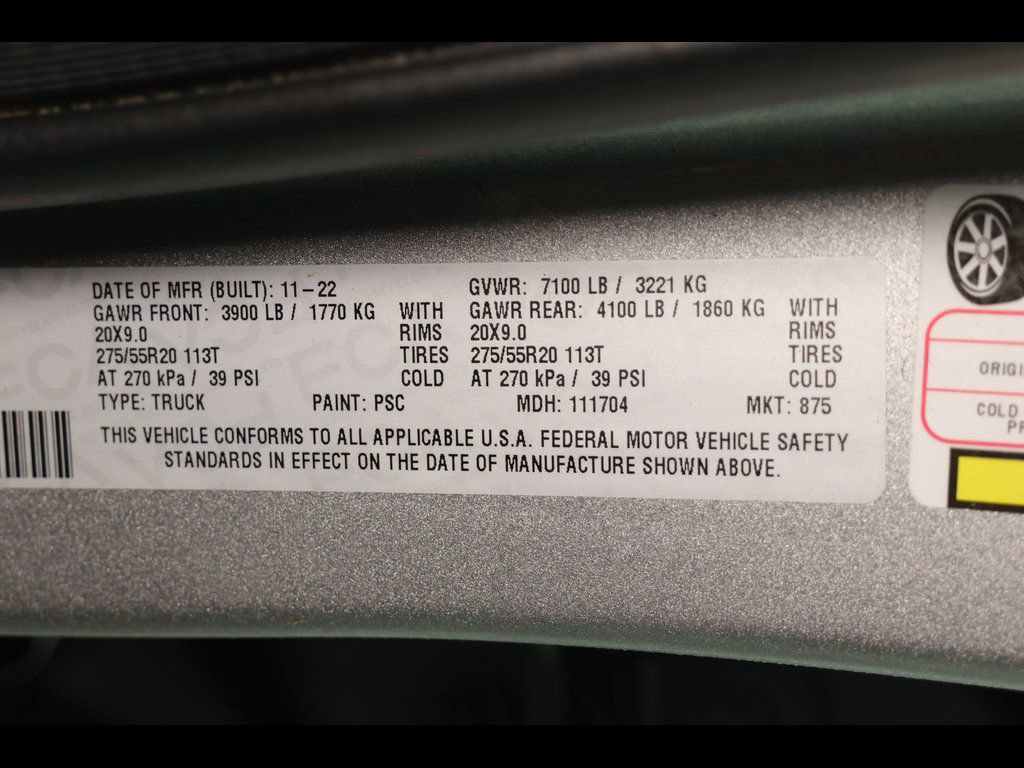 DATE OF MFR (BUILT): 11-22 GVWR: 7100 LB / 3221 KG
GAWR FRONT: 3900 LB / 1770 KG WITH GAWR REAR: 4100 LB / 1860 KG WITH
20X9.0 RIMS 20X9.0 RIMS
275/55R20 113T TIRES 275/55R20 113T TIRES
AT 270 kPa / 39 PSI COLD AT 270 kPa / 39 PSI COLD
TYPE: TRUCK PAINT: PSC MDH: 111704 MKT: 875
THIS VEHICLE CONFORMS TO ALL APPLICABLE U.S.A. FEDERAL MOTOR VEHICLE SAFETY
STANDARDS IN EFFECT ON THE DATE OF MANUFACTURE SHOWN ABOVE.
COLD